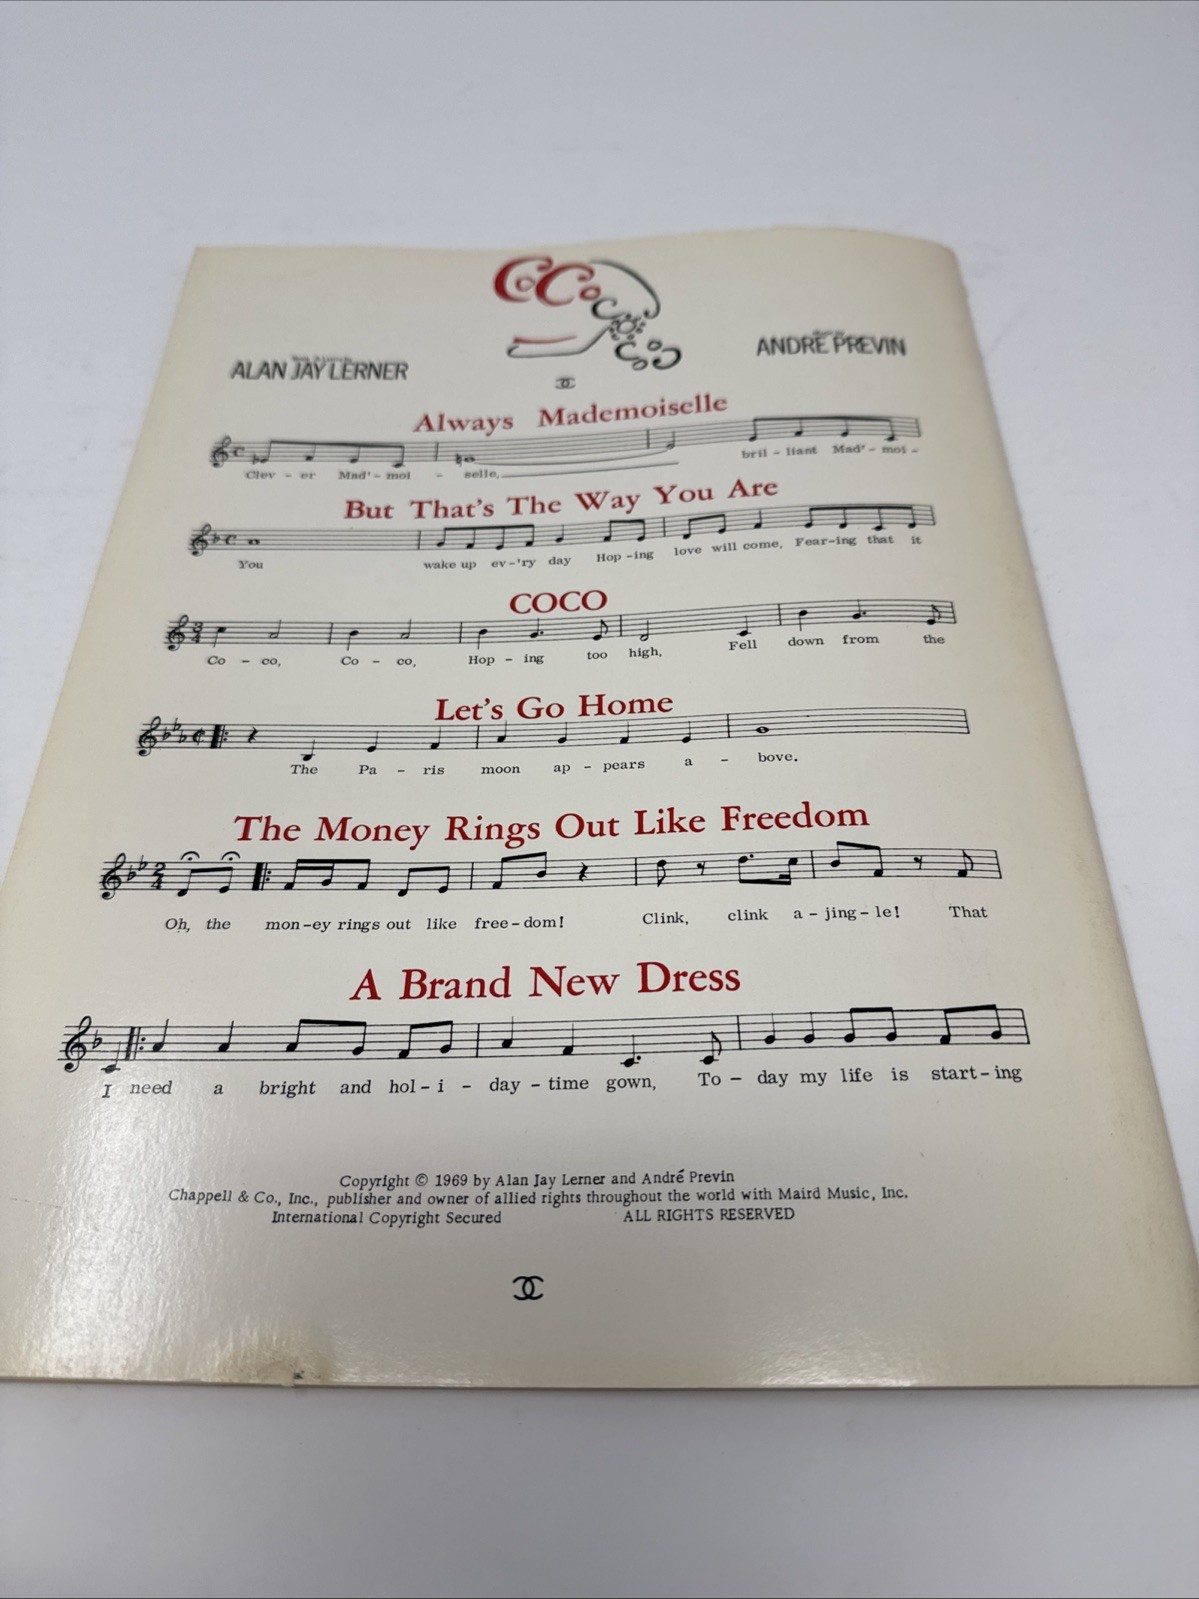 CoCo
ALAN JAY LERNER
ANDRÉ PREVIN
Always Mademoiselle
Clev - er Mad' - moi - selle, bril - liant Mad' - moi -
But That's The Way You Are
You wake up ev-'ry day Hop-ing love will come, Fear-ing that it
COCO
Co - co, Co - co, Hop - ing too high, Fell down from the
Let's Go Home
The Pa - ris moon ap - pears a - bove.
The Money Rings Out Like Freedom
Oh, the mon-ey rings out like free-dom! Clink, clink a-jing-le! That
A Brand New Dress
I need a bright and hol-i-day-time gown, To-day my life is start-ing
Copyright © 1969 by Alan Jay Lerner and André Previn
Chappell & Co., Inc., publisher and owner of allied rights throughout the world with Maird Music, Inc.
International Copyright Secured ALL RIGHTS RESERVED